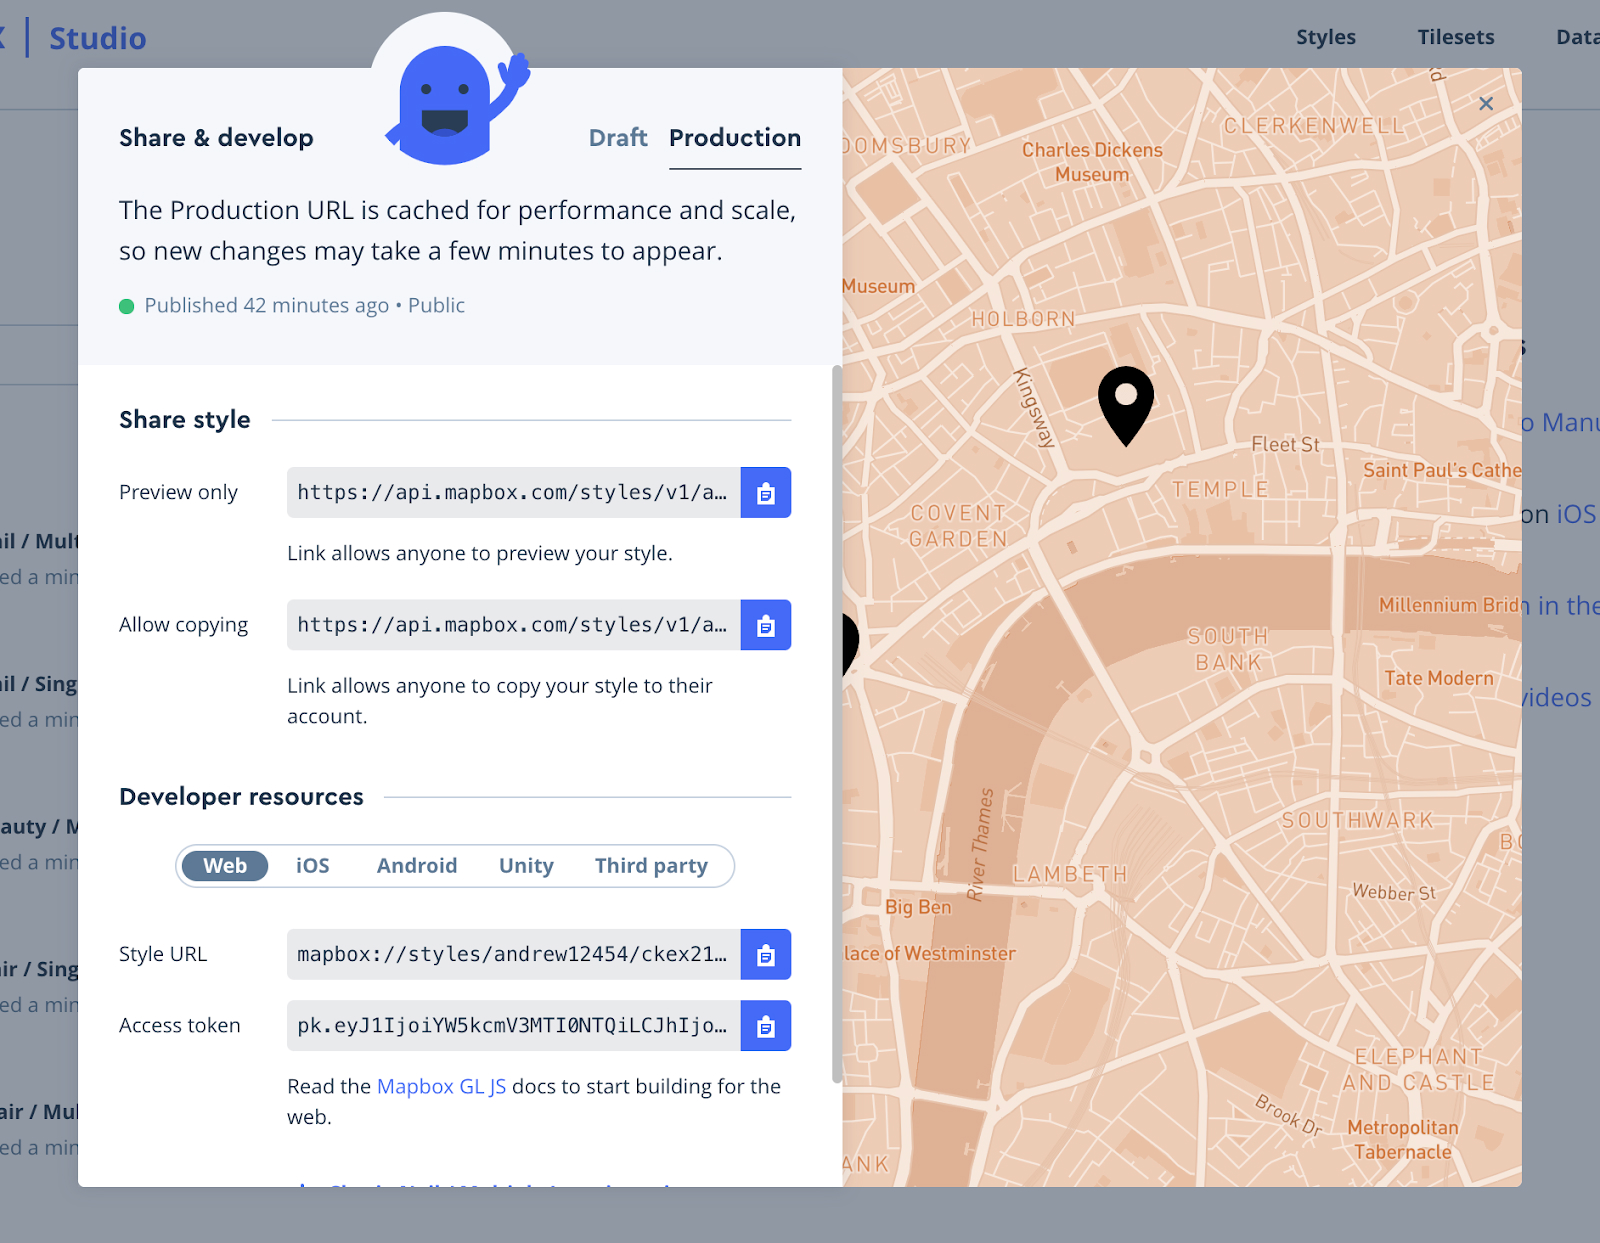 Studio
Styles
Tilesets
Data
Share & develop
Draft
Production
The Production URL is cached for performance and scale,
so new changes may take a few minutes to appear.
Published 42 minutes ago • Public
Share style
Preview only
https://api.mapbox.com/styles/v1/a…
Link allows anyone to preview your style.
Allow copying
https://api.mapbox.com/styles/v1/a…
Link allows anyone to copy your style to their
account.
Developer resources
Web
iOS
Android
Unity
Third party
Style URL
mapbox://styles/andrew12454/ckex21…
Access token
pk.eyJ1IjoiYW5kcmV3MTI0NTQiLCJhIjo…
Read the Mapbox GL JS docs to start building for the
web.
CLERKENWELL
OOMSBURY
Charles Dickens
Museum
Museum
HOLBORN
Kingsway
Fleet St
Saint Paul's Cathe
TEMPLE
COVENT
GARDEN
Millennium Brid
SOUTH
BANK
Tate Modern
River Thames
SOUTHWARK
LAMBETH
Webber St
Big Ben
lace of Westminster
ELEPHANT
AND CASTLE
Brook Dr
Metropolitan
Tabernacle
ANK
o Manu
on iOS
in the
videos
ail / Mult
ed a min
ail / Sing
ed a min
auty / M
ed a min
air / Sing
ed a min
air / Mul
ed a min